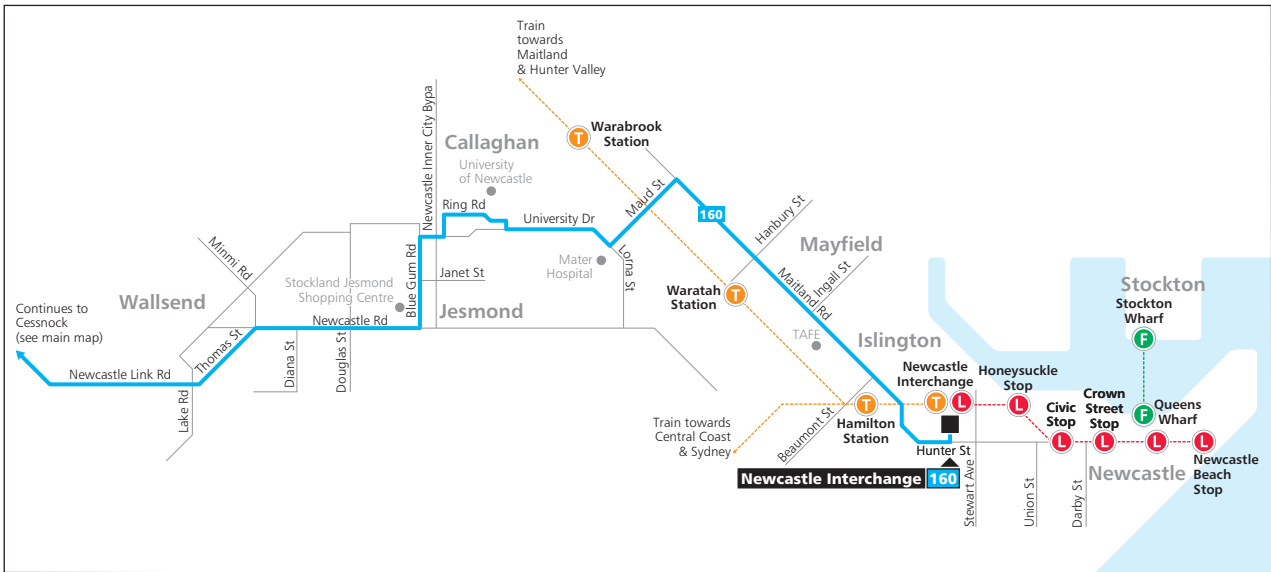 Train
towards
Maitland
& Hunter Valley
T
Warabrook
Station
Newcastle Inner City Bypa
Callaghan
University
of Newcastle
Ring Rd
University Dr
Maud St
160
Hanbury St
Mayfield
Ingall St
Maitland Rd
Mater
Hospital
Lorna St
Minmi Rd
Wallsend
Stockland Jesmond
Shopping Centre
Blue Gum Rd
Janet St
Jesmond
T
Waratah
Station
TAFE
Islington
Stockton
Stockton
Wharf
F
Continues to
Cessnock
(see main map)
Thomas St
Newcastle Rd
Newcastle Link Rd
Lake Rd
Diana St
Douglas St
Newcastle
Interchange
T
L
Honeysuckle
Stop
L
Train towards
Central Coast
& Sydney
Beaumont St
T
Hamilton
Station
Civic
Stop
L
Crown
Street
Stop
L
F
Queens
Wharf
L
L
Hunter St
Newcastle Interchange 160
Stewart Ave
Union St
Darby St
Newcastle
Newcastle
Beach
Stop